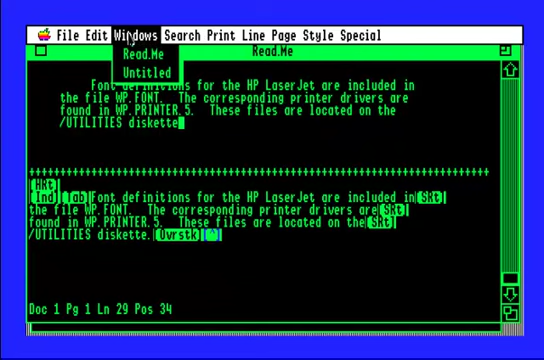 File Edit Windows Search Print Line Page Style Special
Read.Me
Read.Me
Untitled
Font definitions for the HP LaserJet are included in
the file WP.FONT. The corresponding printer drivers are
found in WP.PRINTER.5. These files are located on the
/UTILITIES diskette
[HRt]
[Ind][Tab]Font definitions for the HP LaserJet are included in[SRt]
the file WP.FONT. The corresponding printer drivers are[SRt]
found in WP.PRINTER.5. These files are located on the[SRt]
/UTILITIES diskette.[Ovrstk][^]
Doc 1 Pg 1 Ln 29 Pos 34